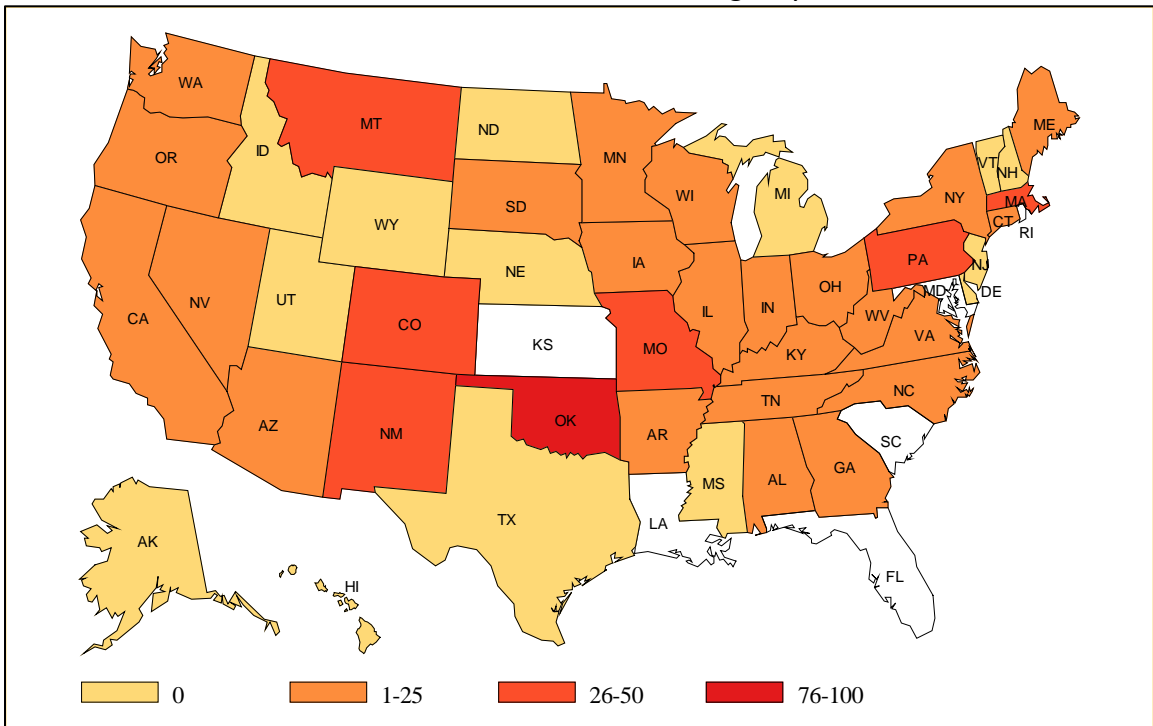 WA
MT
ND
MN
ME
OR
ID
SD
WI
MI
VT
NH
NY
MA
CT
RI
WY
NE
IA
PA
NJ
NV
UT
CA
CO
KS
MO
IL
IN
OH
MD
DE
WV
VA
KY
AZ
NM
OK
AR
TN
NC
SC
TX
LA
MS
AL
GA
FL
AK
HI
0 1-25 26-50 76-100